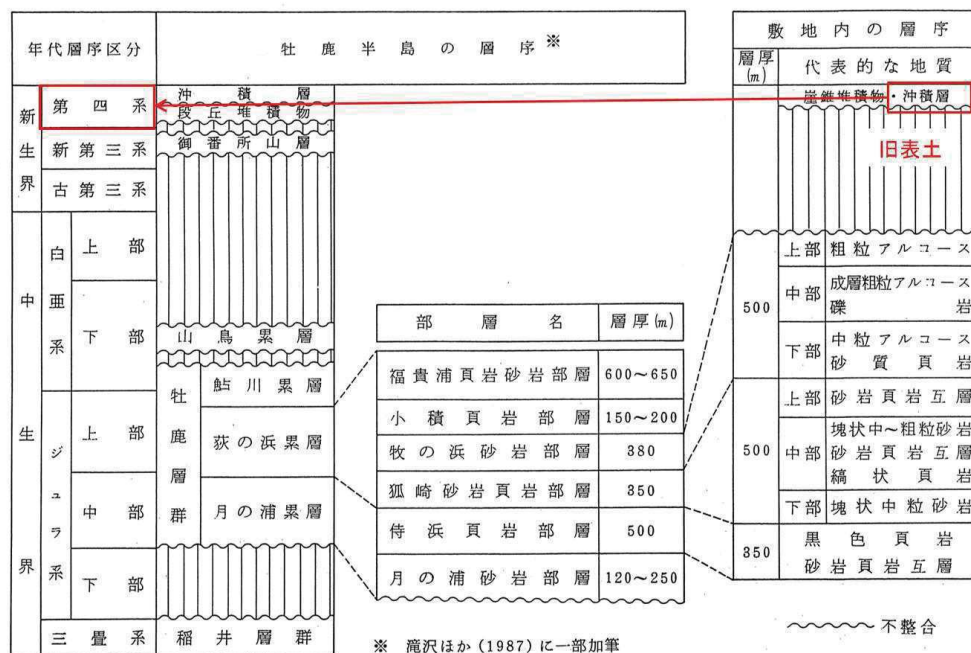 年代層序区分
牡鹿半島の層序※
敷地内の層序
層厚(m)
代表的な地質
新生界
第四系
沖積層
段丘堆積物
崖錐堆積物・沖積層
旧表土
新第三系
御番所山層
古第三系
中生界
白亜系
上部
下部
山鳥累層
ジュラ系
上部
中部
下部
牡鹿層群
鮎川累層
荻の浜累層
月の浦累層
三畳系
稲井層群
部層名
層厚(m)
福貴浦頁岩砂岩部層
600~650
小積頁岩部層
150~200
牧の浜砂岩部層
380
狐崎砂岩頁岩部層
350
侍浜頁岩部層
500
月の浦砂岩部層
120~250
500
上部
粗粒アルコース
中部
成層粗粒アルコース
礫岩
下部
中粒アルコース
砂質頁岩
500
上部
砂岩頁岩互層
中部
塊状中~粗粒砂岩
砂岩頁岩互層
縞状頁岩
下部
塊状中粒砂岩
350
黒色頁岩
砂岩頁岩互層
不整合
※ 滝沢ほか(1987)に一部加筆